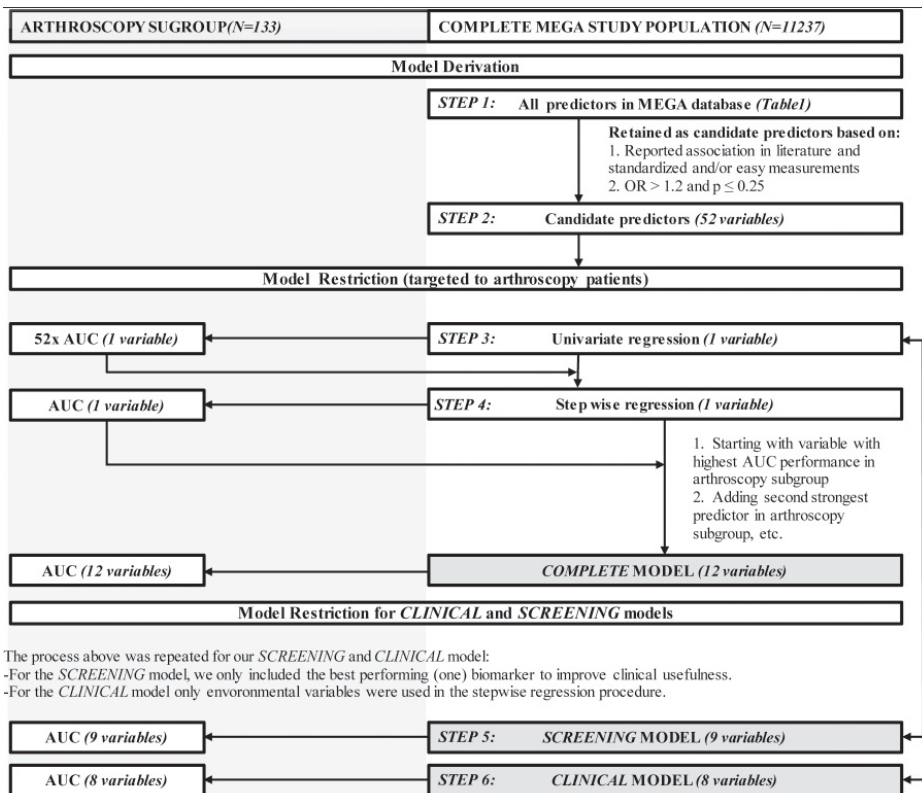 ARTHROSCOPY SUGROUP(N=133)
COMPLETE MEGA STUDY POPULATION (N=11237)
Model Derivation
STEP 1: All predictors in MEGA database (Table1)
Retained as candidate predictors based on:
1. Reported association in literature and
standardized and/or easy measurements
2. OR > 1.2 and p ≤ 0.25
STEP 2: Candidate predictors (52 variables)
Model Restriction (targeted to arthroscopy patients)
52x AUC (1 variable)
STEP 3: Univariate regression (1 variable)
AUC (1 variable)
STEP 4: Stepwise regression (1 variable)
1. Starting with variable with
highest AUC performance in
arthroscopy subgroup
2. Adding second strongest
predictor in arthroscopy
subgroup, etc.
AUC (12 variables)
COMPLETE MODEL (12 variables)
Model Restriction for CLINICAL and SCREENING models
The process above was repeated for our SCREENING and CLINICAL model:
-For the SCREENING model, we only included the best performing (one) biomarker to improve clinical usefulness.
-For the CLINICAL model only envoronmental variables were used in the stepwise regression procedure.
AUC (9 variables)
STEP 5: SCREENING MODEL (9 variables)
AUC (8 variables)
STEP 6: CLINICAL MODEL (8 variables)